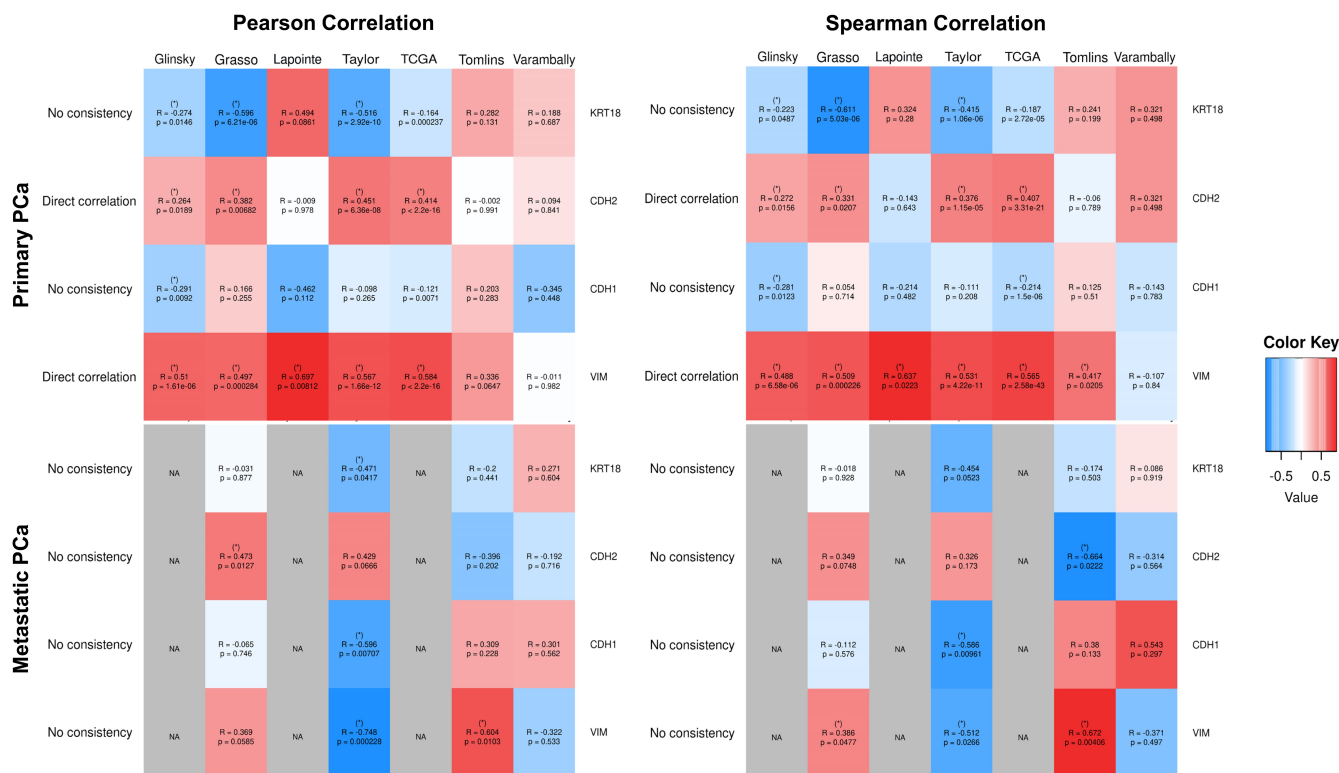 Pearson Correlation
Glinsky Grasso Lapointe Taylor TCGA Tomlins Varambally
Primary PCa
No consistency
(*)
R = -0.274
p = 0.0146
(*)
R = -0.596
p = 6.21e-06
R = 0.494
p = 0.0861
(*)
R = -0.516
p = 2.92e-10
R = -0.164
p = 0.000237
R = 0.282
p = 0.131
R = 0.188
p = 0.687
KRT18
Direct correlation
(*)
R = 0.264
p = 0.0189
(*)
R = 0.382
p = 0.00682
R = -0.009
p = 0.978
(*)
R = 0.451
p = 6.36e-08
(*)
R = 0.414
p < 2.2e-16
R = -0.002
p = 0.991
R = 0.094
p = 0.841
CDH2
No consistency
(*)
R = -0.291
p = 0.0092
R = 0.166
p = 0.255
R = -0.462
p = 0.112
R = -0.098
p = 0.265
R = -0.121
p = 0.0071
R = 0.203
p = 0.283
R = -0.345
p = 0.448
CDH1
Direct correlation
(*)
R = 0.51
p = 1.61e-06
(*)
R = 0.497
p = 0.000284
(*)
R = 0.697
p = 0.00812
(*)
R = 0.567
p = 1.66e-12
(*)
R = 0.584
p < 2.2e-16
R = 0.336
p = 0.0647
R = -0.011
p = 0.982
VIM
Metastatic PCa
No consistency
NA
R = -0.031
p = 0.877
NA
(*)
R = -0.471
p = 0.0417
NA
R = -0.2
p = 0.441
R = 0.271
p = 0.604
KRT18
No consistency
NA
(*)
R = 0.473
p = 0.0127
NA
R = 0.429
p = 0.0666
NA
R = -0.396
p = 0.202
R = -0.192
p = 0.716
CDH2
No consistency
NA
R = -0.065
p = 0.746
NA
(*)
R = -0.596
p = 0.00707
NA
R = 0.309
p = 0.228
R = 0.301
p = 0.562
CDH1
No consistency
NA
R = 0.369
p = 0.0585
NA
(*)
R = -0.748
p = 0.000228
NA
(*)
R = 0.604
p = 0.0103
R = -0.322
p = 0.533
VIM
Spearman Correlation
Glinsky Grasso Lapointe Taylor TCGA Tomlins Varambally
No consistency
(*)
R = -0.223
p = 0.0487
(*)
R = -0.611
p = 5.03e-06
R = 0.324
p = 0.28
(*)
R = -0.415
p = 1.06e-06
R = -0.187
p = 2.72e-05
R = 0.241
p = 0.199
R = 0.321
p = 0.498
KRT18
Direct correlation
(*)
R = 0.272
p = 0.0156
(*)
R = 0.331
p = 0.0207
R = -0.143
p = 0.643
(*)
R = 0.376
p = 1.15e-05
(*)
R = 0.407
p = 3.31e-21
R = -0.06
p = 0.789
R = 0.321
p = 0.498
CDH2
No consistency
(*)
R = -0.281
p = 0.0123
R = 0.054
p = 0.714
R = -0.214
p = 0.482
R = -0.111
p = 0.208
(*)
R = -0.214
p = 1.5e-06
R = 0.125
p = 0.51
R = -0.143
p = 0.783
CDH1
Direct correlation
(*)
R = 0.488
p = 6.58e-06
(*)
R = 0.509
p = 0.000226
(*)
R = 0.637
p = 0.0223
(*)
R = 0.531
p = 4.22e-11
(*)
R = 0.565
p = 2.58e-43
(*)
R = 0.417
p = 0.0205
R = -0.107
p = 0.84
VIM
No consistency
NA
R = -0.018
p = 0.928
NA
R = -0.454
p = 0.0523
NA
R = -0.174
p = 0.503
R = 0.086
p = 0.919
KRT18
No consistency
NA
R = 0.349
p = 0.0748
NA
R = 0.326
p = 0.173
NA
(*)
R = -0.664
p = 0.0222
R = -0.314
p = 0.564
CDH2
No consistency
NA
R = -0.112
p = 0.576
NA
(*)
R = -0.586
p = 0.00961
NA
R = 0.38
p = 0.133
R = 0.543
p = 0.297
CDH1
No consistency
NA
(*)
R = 0.386
p = 0.0477
NA
(*)
R = -0.512
p = 0.0266
NA
(*)
R = 0.672
p = 0.00406
R = -0.371
p = 0.497
VIM
Color Key
-0.5 0.5
Value